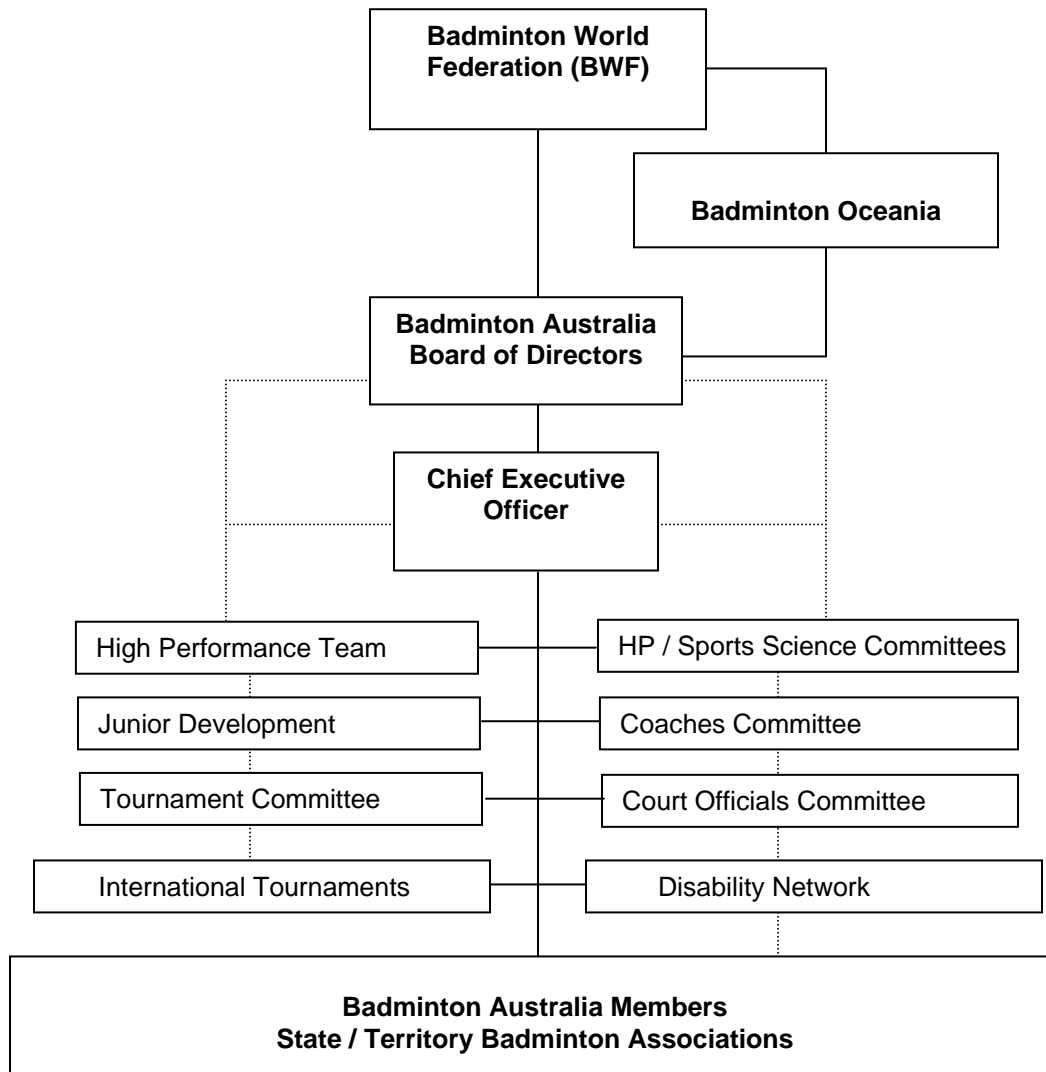 Badminton World
Federation (BWF)
Badminton Oceania
Badminton Australia
Board of Directors
Chief Executive
Officer
High Performance Team
HP / Sports Science Committees
Junior Development
Coaches Committee
Tournament Committee
Court Officials Committee
International Tournaments
Disability Network
Badminton Australia Members
State / Territory Badminton Associations